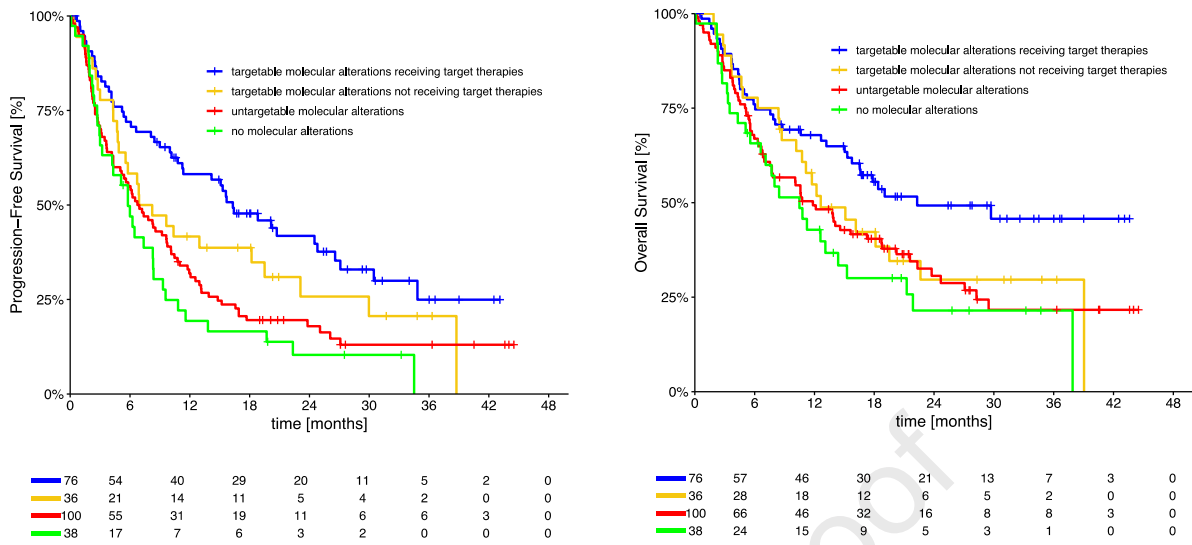 Progression−Free Survival [%]
100%
75%
50%
25%
0%
targetable molecular alterations receiving target therapies
targetable molecular alterations not receiving target therapies
untargetable molecular alterations
no molecular alterations
0 6 12 18 24 30 36 42 48
time [months]
76 54 40 29 20 11 5 2 0
36 21 14 11 5 4 2 0 0
100 55 31 19 11 6 6 3 0
38 17 7 6 3 2 0 0 0
Overall Survival [%]
100%
75%
50%
25%
0%
targetable molecular alterations receiving target therapies
targetable molecular alterations not receiving target therapies
untargetable molecular alterations
no molecular alterations
0 6 12 18 24 30 36 42 48
time [months]
76 57 46 30 21 13 7 3 0
36 28 18 12 6 5 2 0 0
100 66 46 32 16 8 8 3 0
38 24 15 9 5 3 1 0 0